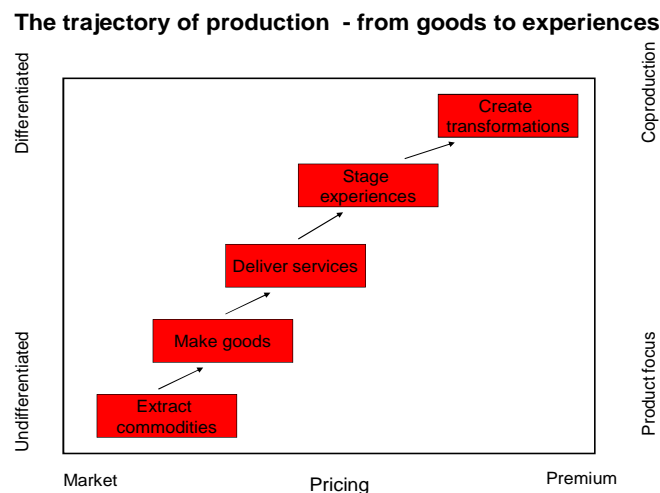 The trajectory of production - from goods to experiences
Differentiated
Coproduction
Create
transformations
Stage
experiences
Deliver services
Make goods
Extract
commodities
Undifferentiated
Product focus
Market
Pricing
Premium